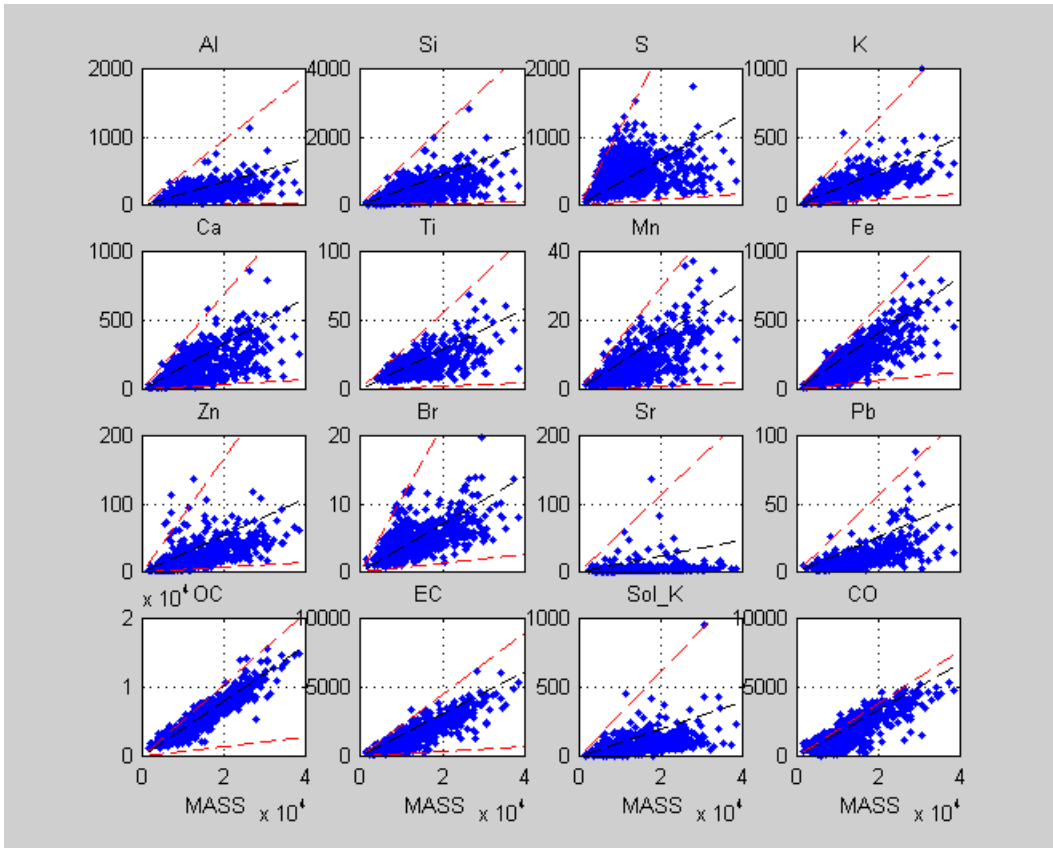 Al Si S K
2000 4000 2000 1000
1000 2000 1000 500
0 0 0 0
Ca Ti Mn Fe
1000 100 40 1000
500 50 20 500
0 0 0 0
Zn Br Sr Pb
200 20 200 100
100 10 100 50
0 0 0 0
x 10⁴ OC EC Sol_K CO
2 10000 1000 10000
1 5000 500 5000
0 0 0 0
0 2 4 0 2 4 0 2 4 0 2 4
MASS x 10⁴ MASS x 10⁴ MASS x 10⁴ MASS x 10⁴